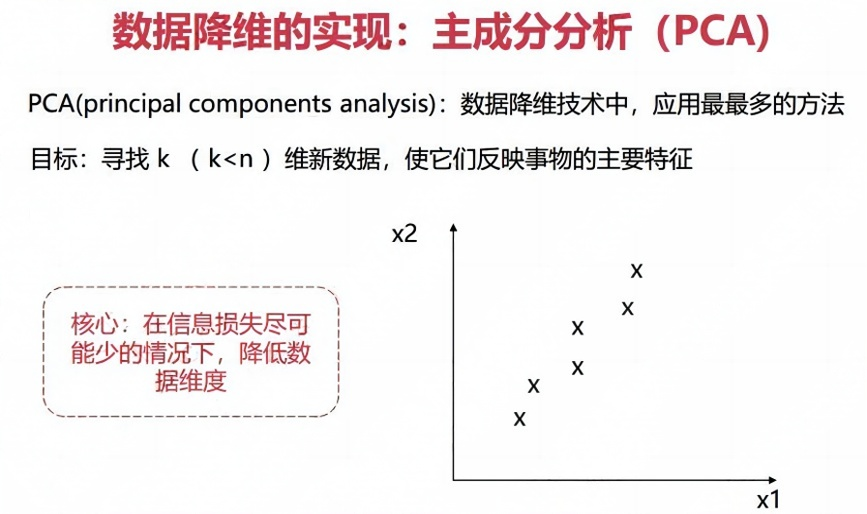 数据降维的实现：主成分分析（PCA）
PCA(principal components analysis)：数据降维技术中，应用最最多的方法
目标：寻找 k （ k<n ）维新数据，使它们反映事物的主要特征
核心：在信息损失尽可
能少的情况下，降低数
据维度
x2
x
x
x
x
x
x
x1